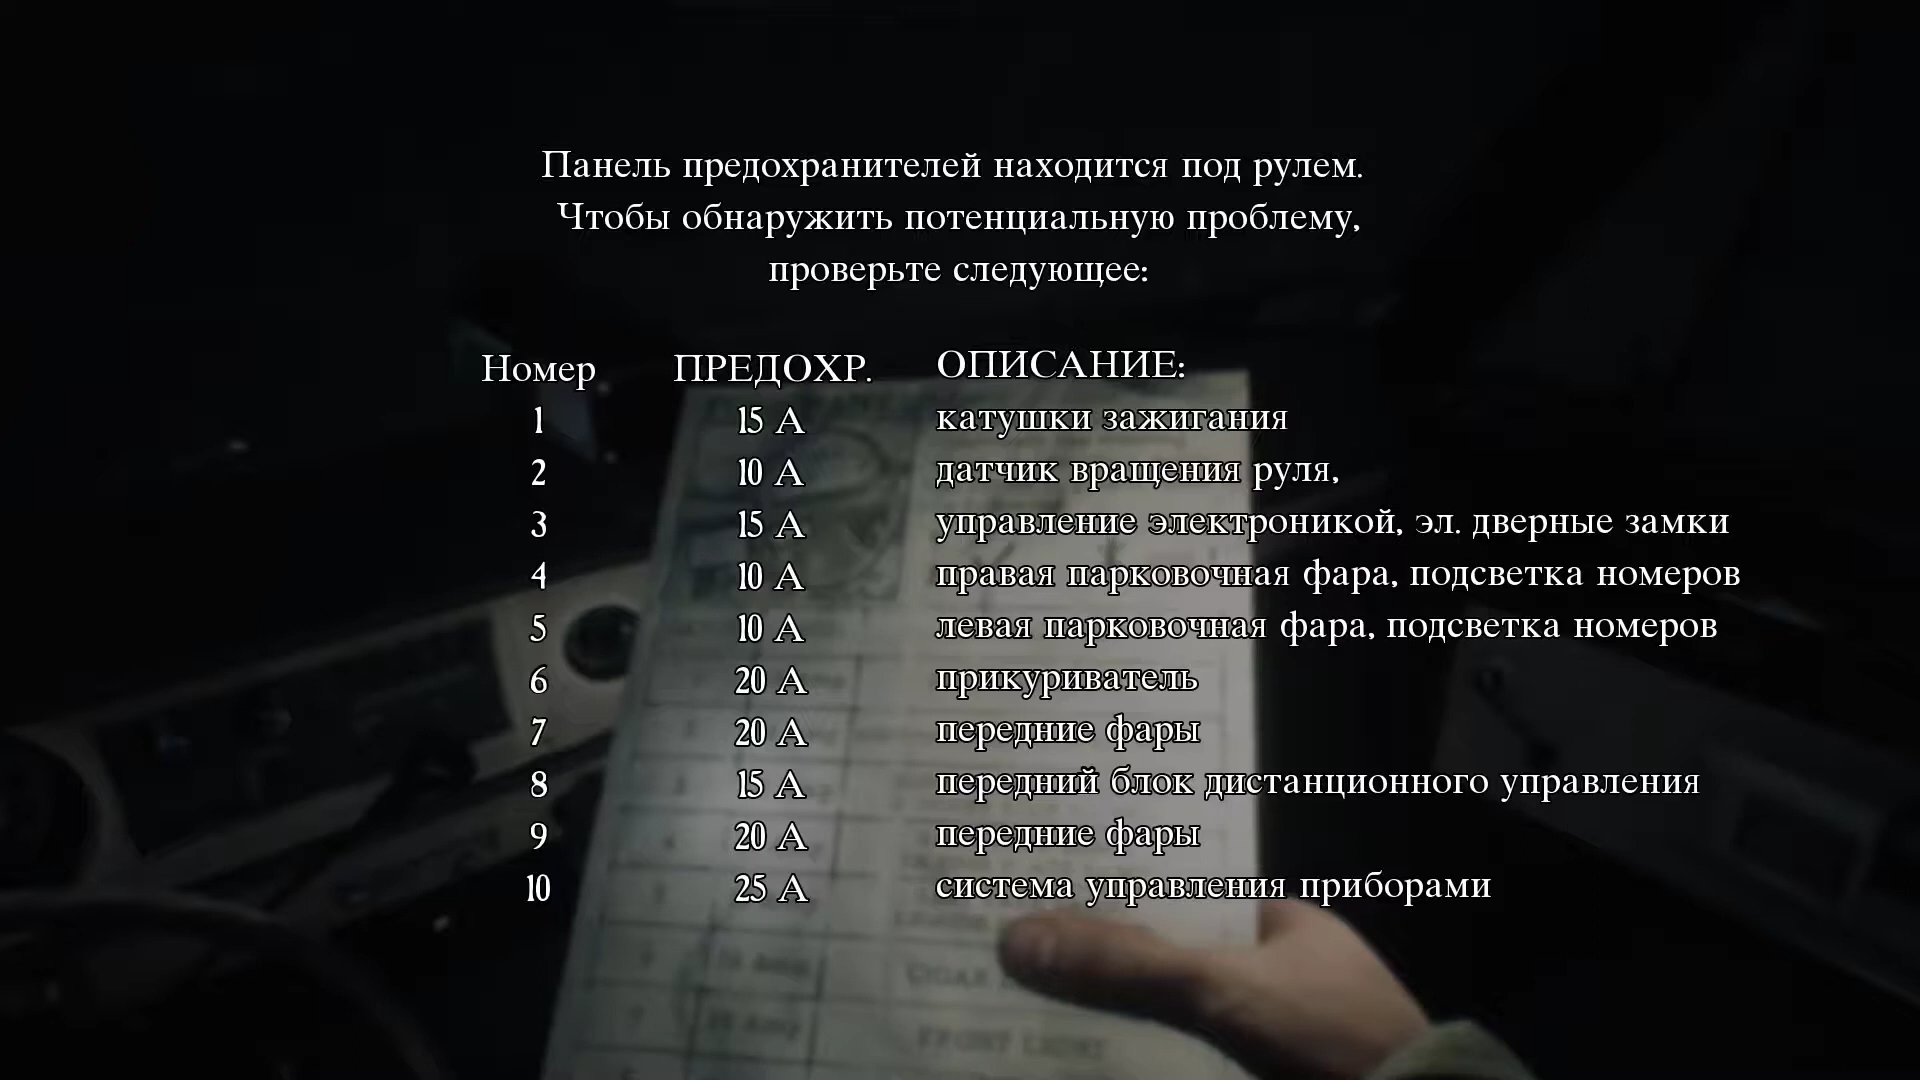 Панель предохранителей находится под рулем.
Чтобы обнаружить потенциальную проблему,
проверьте следующее:
Номер ПРЕДОХР. ОПИСАНИЕ:
1 15 А катушки зажигания
2 10 А датчик вращения руля,
3 15 А управление электроникой, эл. дверные замки
4 10 А правая парковочная фара, подсветка номеров
5 10 А левая парковочная фара, подсветка номеров
6 20 А прикуриватель
7 20 А передние фары
8 15 А передний блок дистанционного управления
9 20 А передние фары
10 25 А система управления приборами
FRONT LIGHT